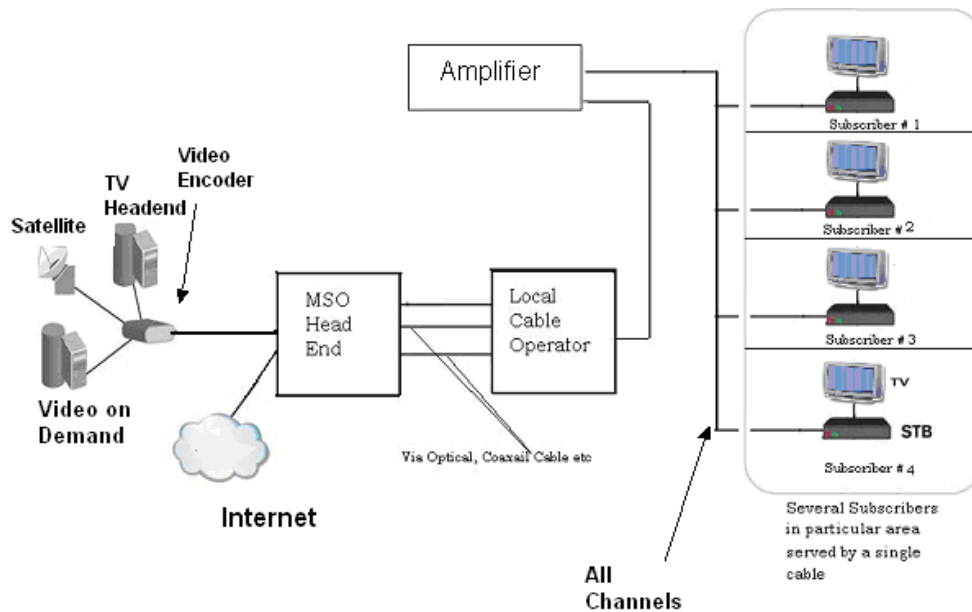 Amplifier
Subscriber # 1
Video
Encoder
TV
Headend
Satellite
Subscriber # 2
MSO
Head
End
Local
Cable
Operator
Subscriber # 3
Video on
Demand
TV
STB
Via Optical, Coaxail Cable etc
Subscriber # 4
Internet
Several Subscribers
in particular area
served by a single
cable
All
Channels